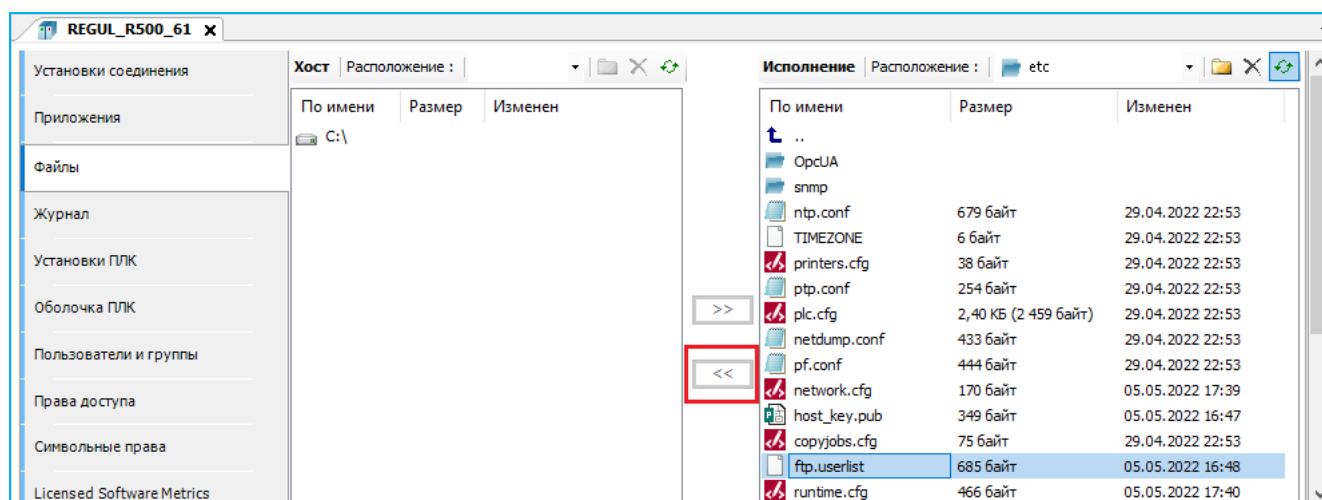 REGUL_R500_61 x
Установки соединения
Приложения
Файлы
Журнал
Установки ПЛК
Оболочка ПЛК
Пользователи и группы
Права доступа
Символьные права
Licensed Software Metrics
Хост Расположение :
По имени Размер Изменен
C:\
>>
<<
Исполнение Расположение : etc
По имени Размер Изменен
..
OpcUA
snmp
ntp.conf 679 байт 29.04.2022 22:53
TIMEZONE 6 байт 29.04.2022 22:53
printers.cfg 38 байт 29.04.2022 22:53
ptp.conf 254 байт 29.04.2022 22:53
plc.cfg 2,40 КБ (2 459 байт) 29.04.2022 22:53
netdump.conf 433 байт 29.04.2022 22:53
pf.conf 444 байт 29.04.2022 22:53
network.cfg 170 байт 05.05.2022 17:39
host_key.pub 349 байт 05.05.2022 16:47
copyjobs.cfg 75 байт 29.04.2022 22:53
ftp.userlist 685 байт 05.05.2022 16:48
runtime.cfg 466 байт 05.05.2022 17:40